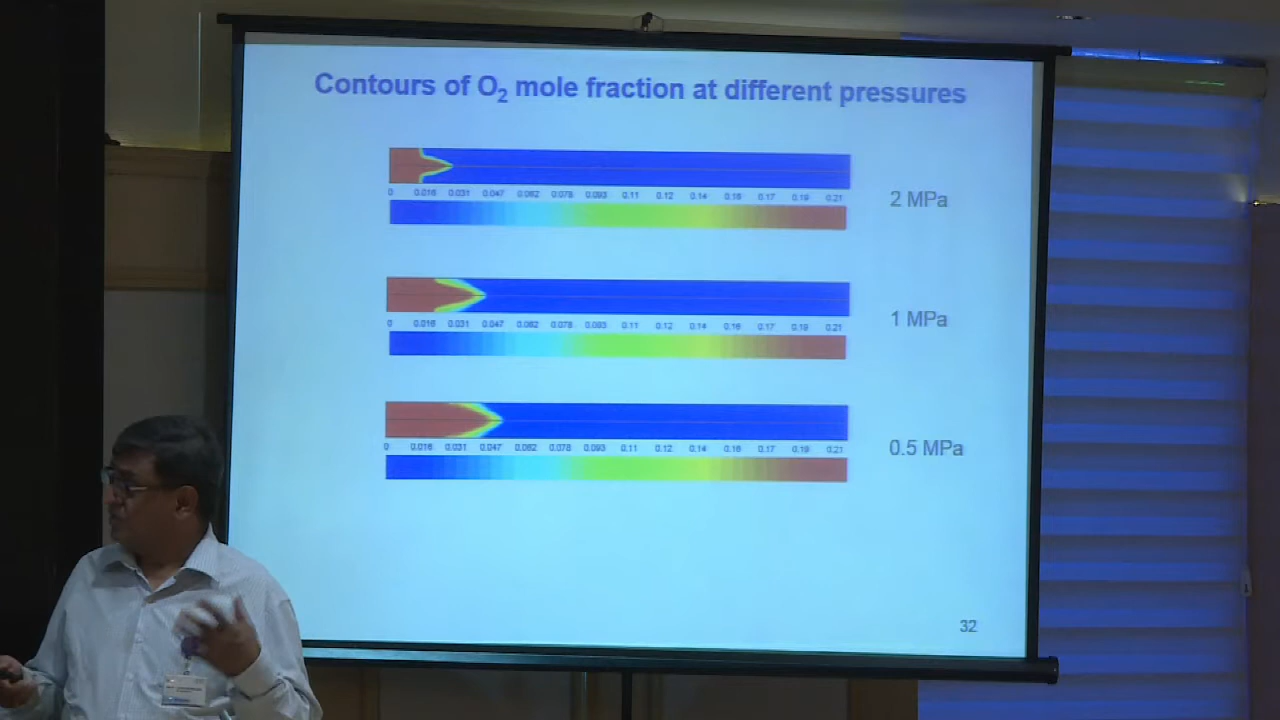 Contours of O₂ mole fraction at different pressures
0 0.016 0.031 0.047 0.062 0.078 0.093 0.11 0.12 0.14 0.16 0.17 0.19 0.21
2 MPa
0 0.016 0.031 0.047 0.062 0.078 0.093 0.11 0.12 0.14 0.16 0.17 0.19 0.21
1 MPa
0 0.016 0.031 0.047 0.062 0.078 0.093 0.11 0.12 0.14 0.16 0.17 0.19 0.21
0.5 MPa
32